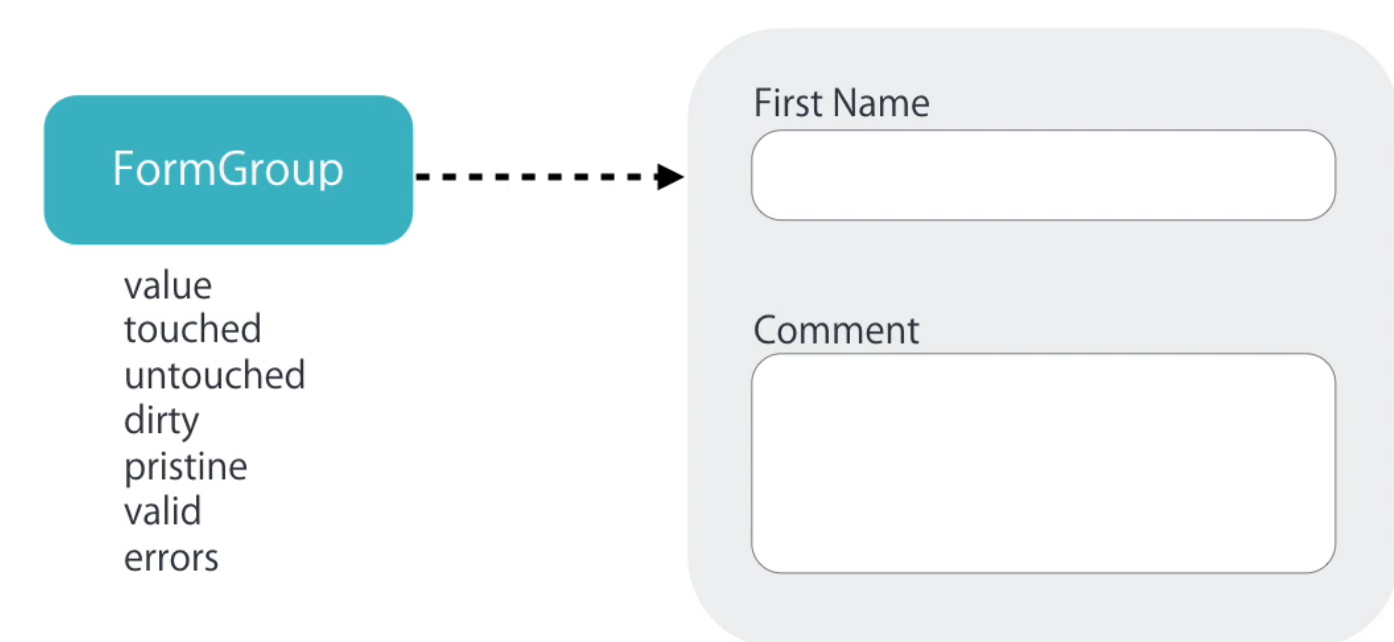 FormGroup
value
touched
untouched
dirty
pristine
valid
errors
First Name
Comment